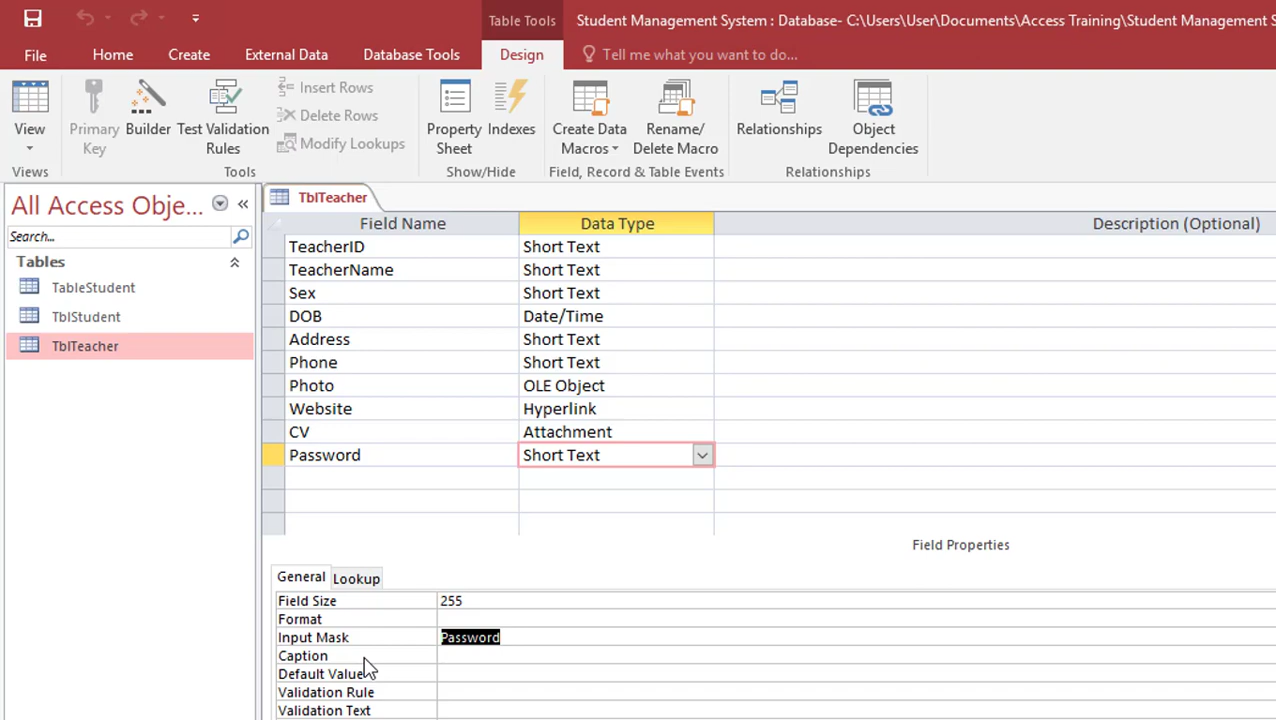 Table Tools
Student Management System : Database- C:\Users\User\Documents\Access Training\Student Management S
File
Home
Create
External Data
Database Tools
Design
Tell me what you want to do...
View
Primary Key
Builder
Test Validation Rules
Insert Rows
Delete Rows
Modify Lookups
Property Sheet
Indexes
Create Data Macros
Rename/ Delete Macro
Relationships
Object Dependencies
Views
Tools
Show/Hide
Field, Record & Table Events
Relationships
All Access Obje...
Search...
Tables
TableStudent
TblStudent
TblTeacher
TblTeacher
Field Name Data Type Description (Optional)
TeacherID Short Text
TeacherName Short Text
Sex Short Text
DOB Date/Time
Address Short Text
Phone Short Text
Photo OLE Object
Website Hyperlink
CV Attachment
Password Short Text
Field Properties
General Lookup
Field Size 255
Format
Input Mask Password
Caption
Default Value
Validation Rule
Validation Text